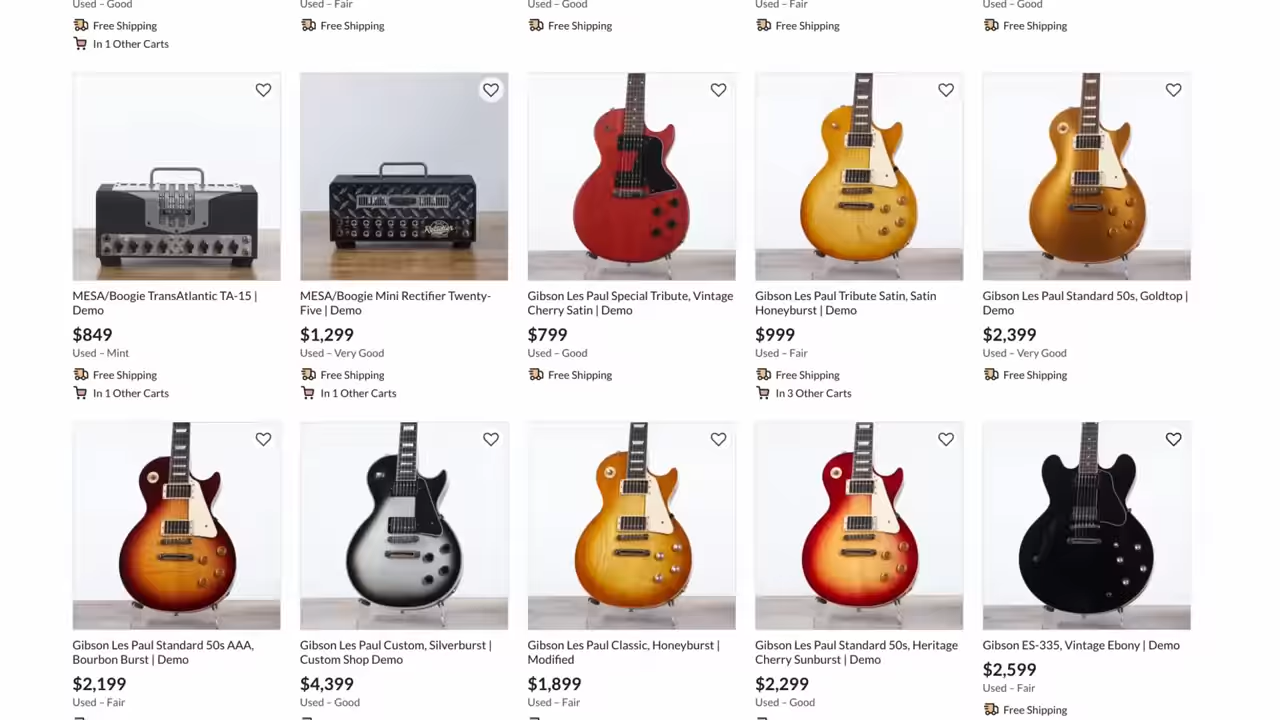 Used – Good
Used – Fair
Used – Good
Used – Fair
Used – Good
Free Shipping
Free Shipping
Free Shipping
Free Shipping
Free Shipping
In 1 Other Carts
MESA/Boogie TransAtlantic TA-15 |
Demo
$849
Used – Mint
Free Shipping
In 1 Other Carts
MESA/Boogie Mini Rectifier Twenty-
Five | Demo
$1,299
Used – Very Good
Free Shipping
In 1 Other Carts
Gibson Les Paul Special Tribute, Vintage
Cherry Satin | Demo
$799
Used – Good
Free Shipping
Gibson Les Paul Tribute Satin, Satin
Honeyburst | Demo
$999
Used – Fair
Free Shipping
In 3 Other Carts
Gibson Les Paul Standard 50s, Goldtop |
Demo
$2,399
Used – Very Good
Free Shipping
Gibson Les Paul Standard 50s AAA,
Bourbon Burst | Demo
$2,199
Used – Fair
Gibson Les Paul Custom, Silverburst |
Custom Shop Demo
$4,399
Used – Good
Gibson Les Paul Classic, Honeyburst |
Modified
$1,899
Used – Fair
Gibson Les Paul Standard 50s, Heritage
Cherry Sunburst | Demo
$2,299
Used – Good
Gibson ES-335, Vintage Ebony | Demo
$2,599
Used – Fair
Free Shipping